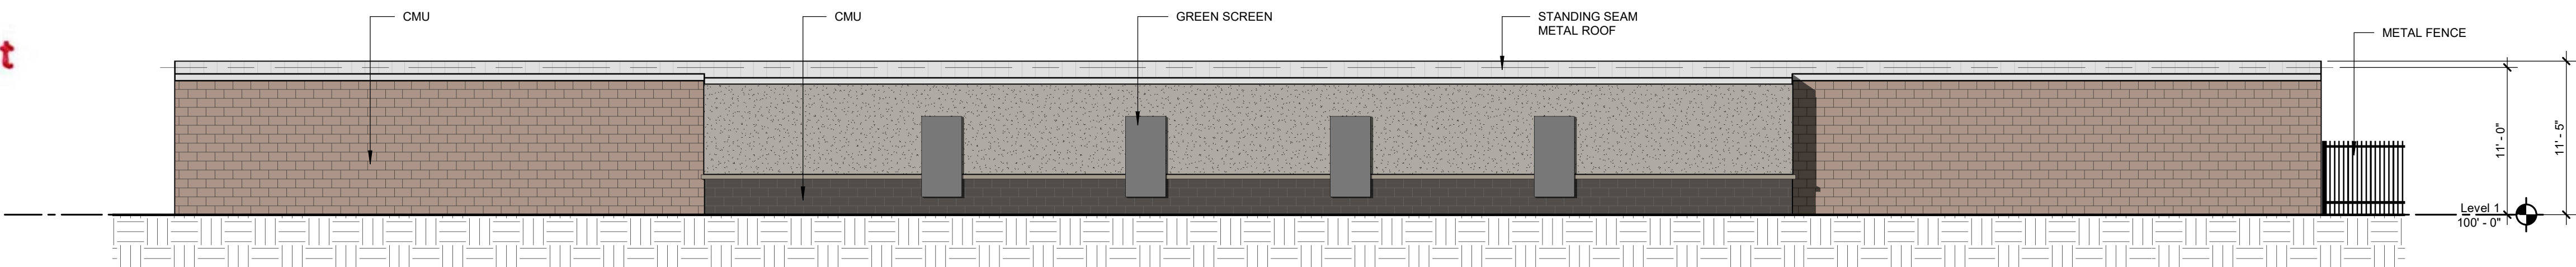 t
CMU
CMU
GREEN SCREEN
STANDING SEAM
METAL ROOF
METAL FENCE
11' - 0"
11' - 5"
Level 1
100' - 0"